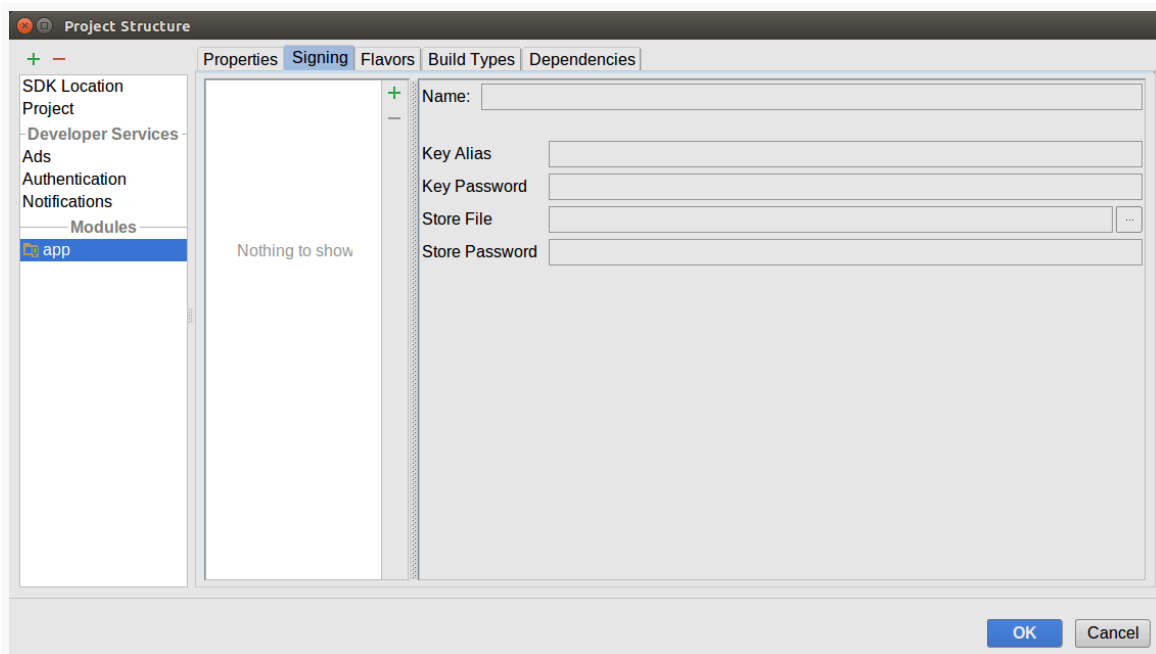 Project Structure
Properties Signing Flavors Build Types Dependencies
SDK Location
Project
Developer Services
Ads
Authentication
Notifications
Modules
app
Nothing to show
Name:
Key Alias
Key Password
Store File
...
Store Password
OK Cancel